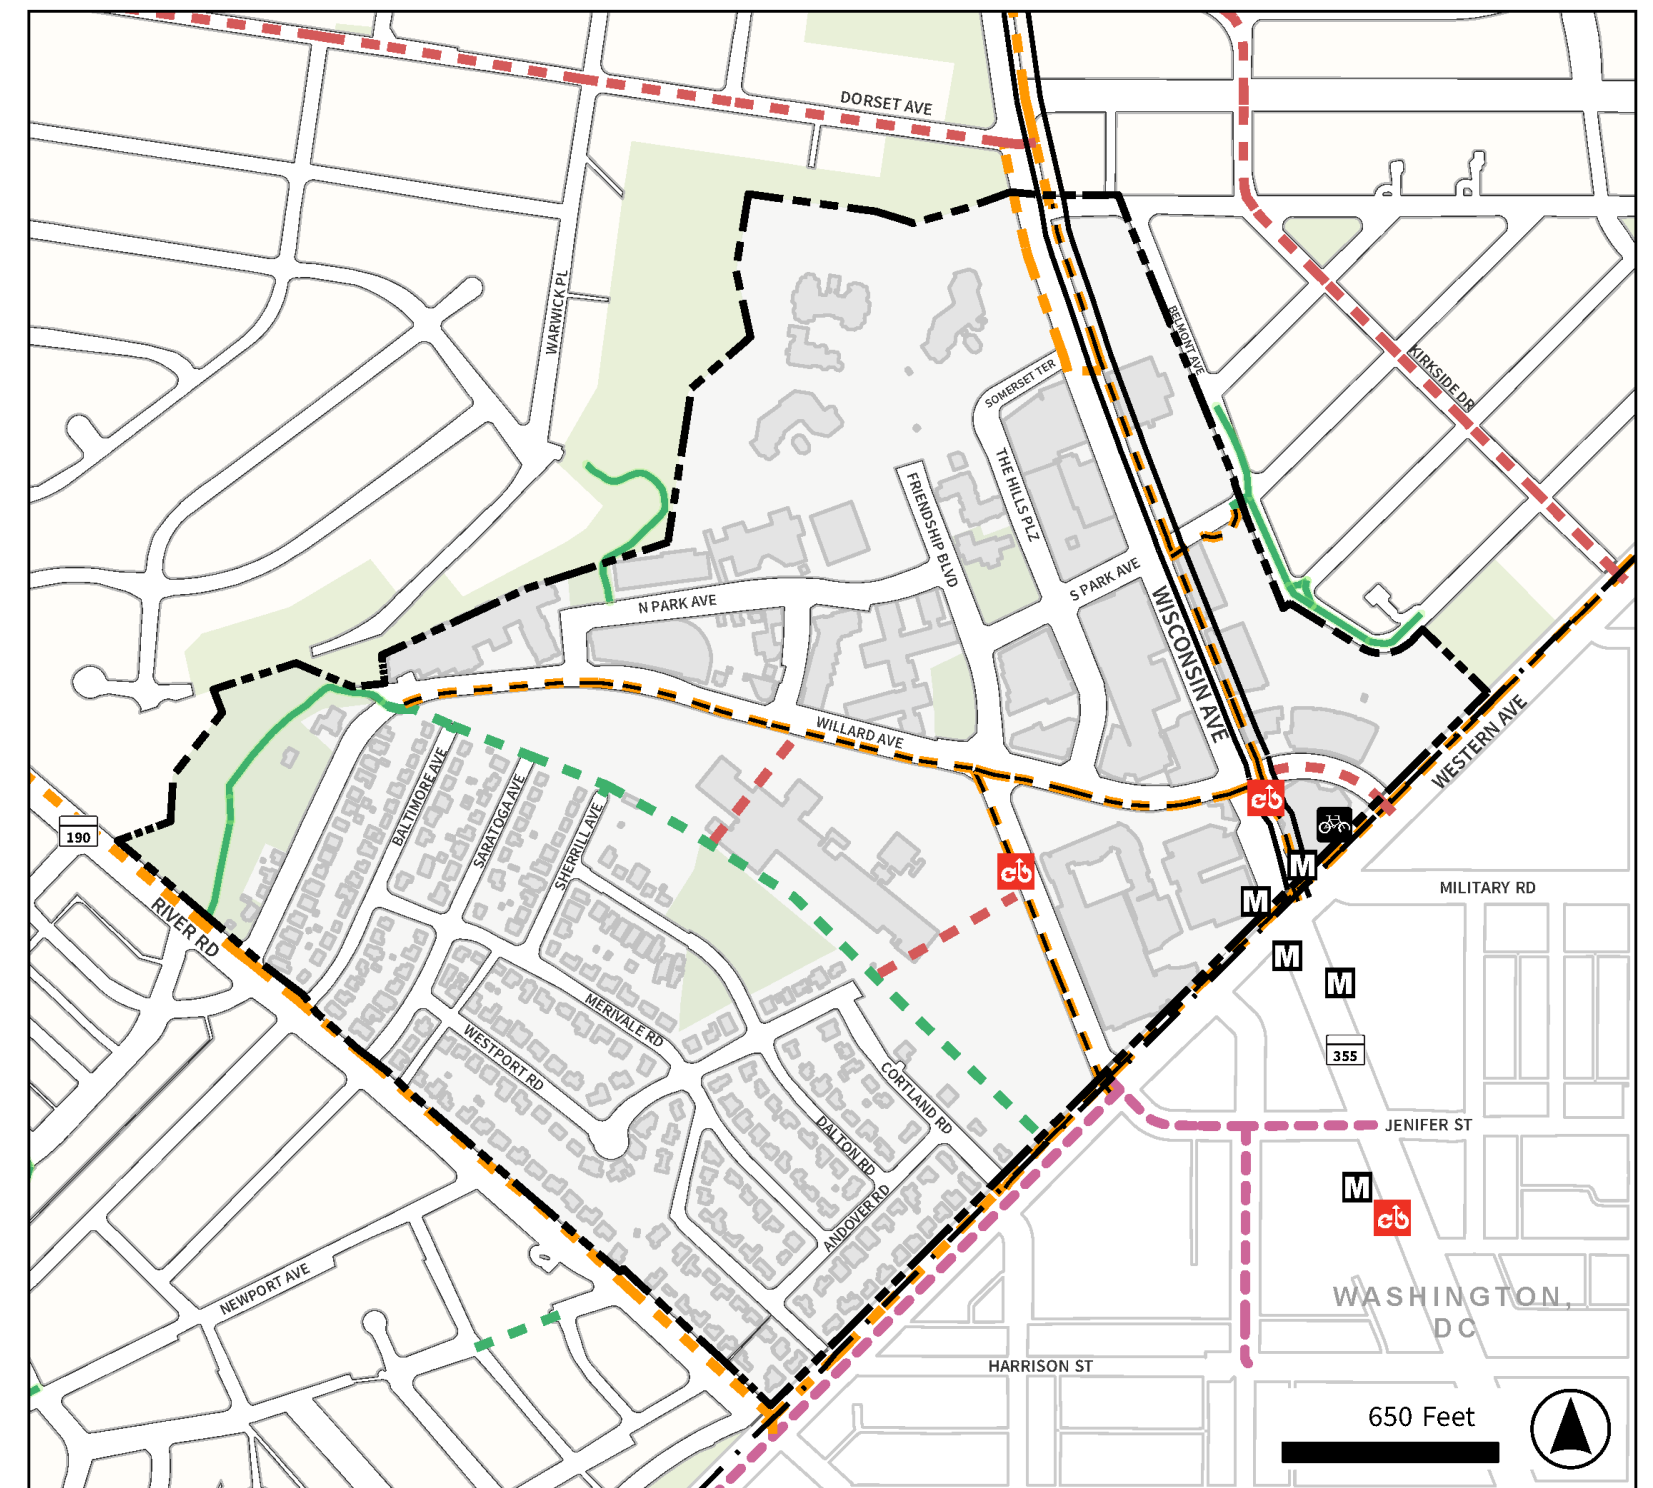 DORSET AVE
WARWICK PL
BELMONT AVE
KIRKSIDE DR
SOMERSET TER
THE HILLS PLZ
FRIENDSHIP BLVD
S PARK AVE
N PARK AVE
WISCONSIN AVE
WILLARD AVE
WESTERN AVE
BALTIMORE AVE
SARATOGA AVE
SHERRILL AVE
190
RIVER RD
M
M
MILITARY RD
M
M
MERIVALE RD
WESTPORT RD
355
CORTLAND RD
DALTON RD
JENIFER ST
ANDOVER RD
M
NEWPORT AVE
WASHINGTON,
DC
HARRISON ST
650 Feet